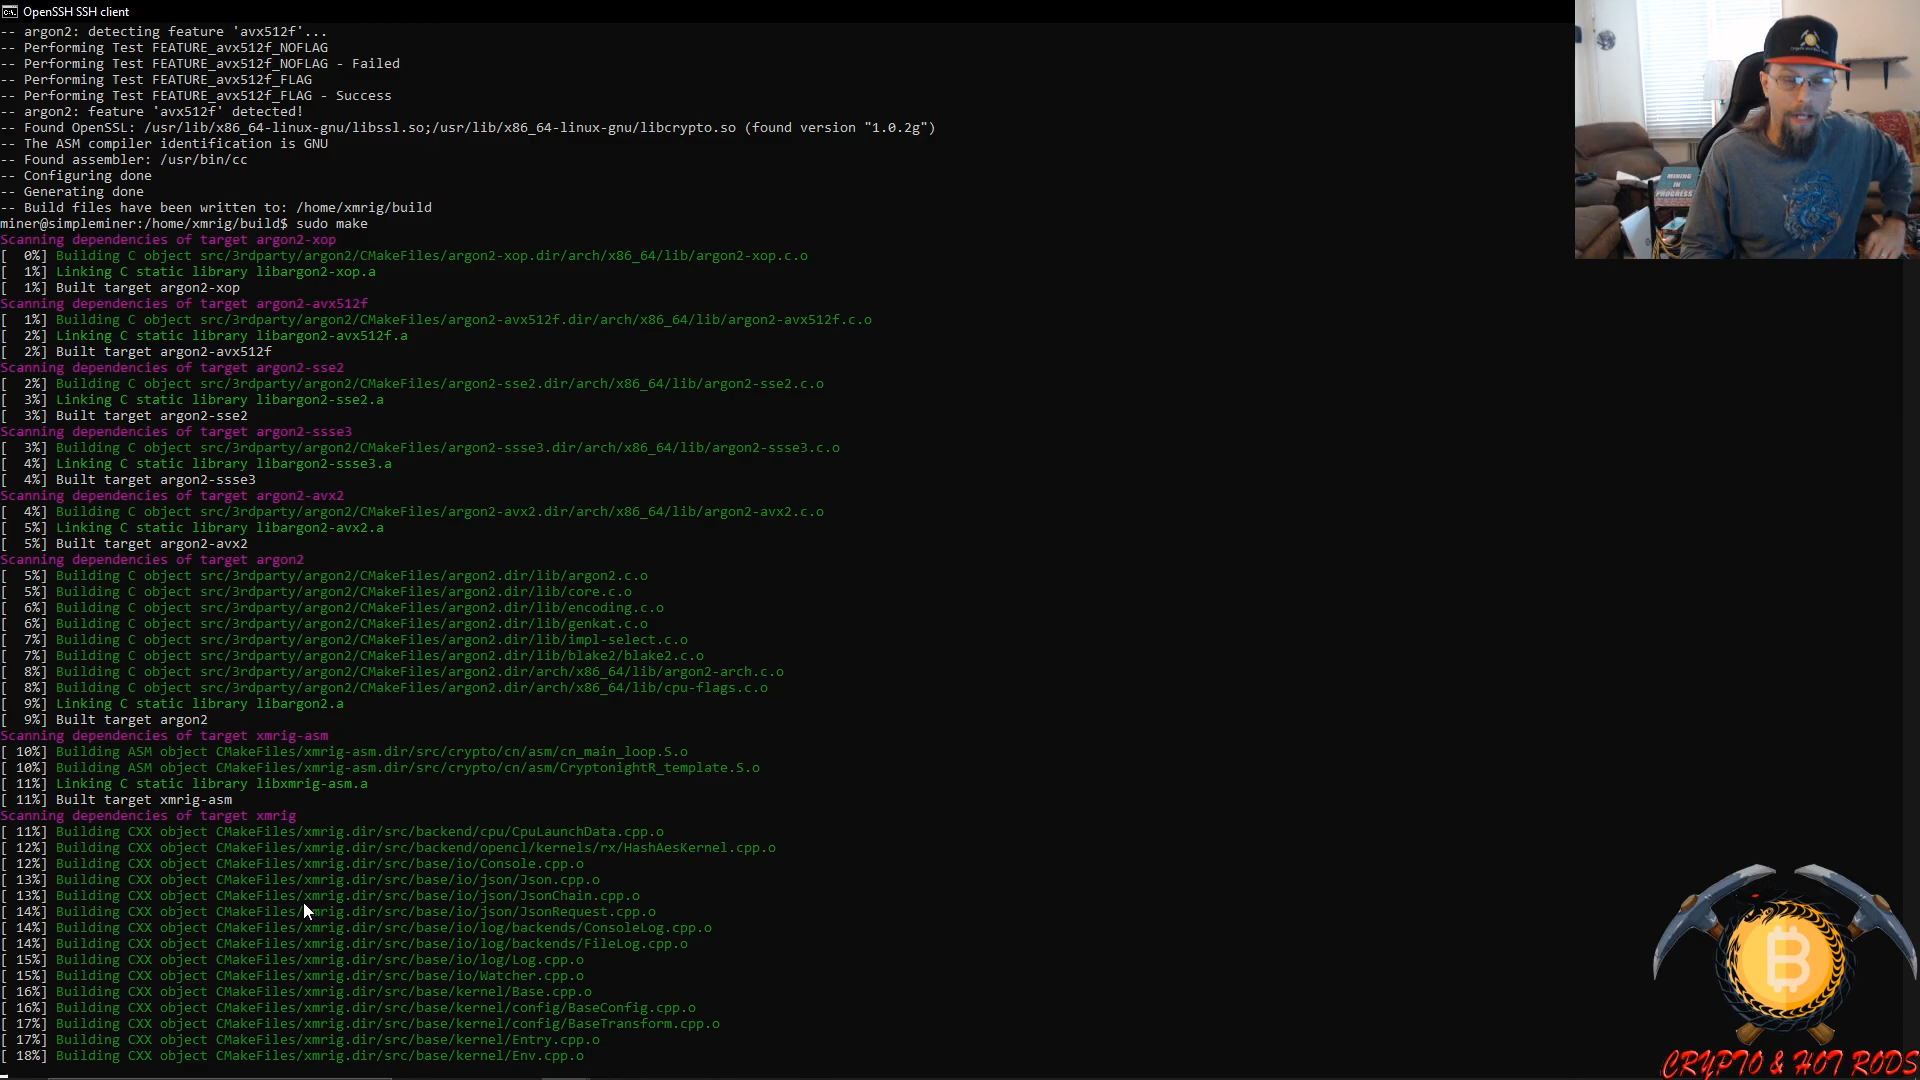 OpenSSH SSH client
-- argon2: detecting feature 'avx512f'...
-- Performing Test FEATURE_avx512f_NOFLAG
-- Performing Test FEATURE_avx512f_NOFLAG - Failed
-- Performing Test FEATURE_avx512f_FLAG
-- Performing Test FEATURE_avx512f_FLAG - Success
-- argon2: feature 'avx512f' detected!
-- Found OpenSSL: /usr/lib/x86_64-linux-gnu/libssl.so;/usr/lib/x86_64-linux-gnu/libcrypto.so (found version "1.0.2g")
-- The ASM compiler identification is GNU
-- Found assembler: /usr/bin/cc
-- Configuring done
-- Generating done
-- Build files have been written to: /home/xmrig/build
miner@simpleminer:/home/xmrig/build$ sudo make
Scanning dependencies of target argon2-xop
[  0%] Building C object src/3rdparty/argon2/CMakeFiles/argon2-xop.dir/arch/x86_64/lib/argon2-xop.c.o
[  1%] Linking C static library libargon2-xop.a
[  1%] Built target argon2-xop
Scanning dependencies of target argon2-avx512f
[  1%] Building C object src/3rdparty/argon2/CMakeFiles/argon2-avx512f.dir/arch/x86_64/lib/argon2-avx512f.c.o
[  2%] Linking C static library libargon2-avx512f.a
[  2%] Built target argon2-avx512f
Scanning dependencies of target argon2-sse2
[  2%] Building C object src/3rdparty/argon2/CMakeFiles/argon2-sse2.dir/arch/x86_64/lib/argon2-sse2.c.o
[  3%] Linking C static library libargon2-sse2.a
[  3%] Built target argon2-sse2
Scanning dependencies of target argon2-ssse3
[  3%] Building C object src/3rdparty/argon2/CMakeFiles/argon2-ssse3.dir/arch/x86_64/lib/argon2-ssse3.c.o
[  4%] Linking C static library libargon2-ssse3.a
[  4%] Built target argon2-ssse3
Scanning dependencies of target argon2-avx2
[  4%] Building C object src/3rdparty/argon2/CMakeFiles/argon2-avx2.dir/arch/x86_64/lib/argon2-avx2.c.o
[  5%] Linking C static library libargon2-avx2.a
[  5%] Built target argon2-avx2
Scanning dependencies of target argon2
[  5%] Building C object src/3rdparty/argon2/CMakeFiles/argon2.dir/lib/argon2.c.o
[  5%] Building C object src/3rdparty/argon2/CMakeFiles/argon2.dir/lib/core.c.o
[  6%] Building C object src/3rdparty/argon2/CMakeFiles/argon2.dir/lib/encoding.c.o
[  6%] Building C object src/3rdparty/argon2/CMakeFiles/argon2.dir/lib/genkat.c.o
[  7%] Building C object src/3rdparty/argon2/CMakeFiles/argon2.dir/lib/impl-select.c.o
[  7%] Building C object src/3rdparty/argon2/CMakeFiles/argon2.dir/lib/blake2/blake2.c.o
[  8%] Building C object src/3rdparty/argon2/CMakeFiles/argon2.dir/arch/x86_64/lib/argon2-arch.c.o
[  8%] Building C object src/3rdparty/argon2/CMakeFiles/argon2.dir/arch/x86_64/lib/cpu-flags.c.o
[  9%] Linking C static library libargon2.a
[  9%] Built target argon2
Scanning dependencies of target xmrig-asm
[ 10%] Building ASM object CMakeFiles/xmrig-asm.dir/src/crypto/cn/asm/cn_main_loop.S.o
[ 10%] Building ASM object CMakeFiles/xmrig-asm.dir/src/crypto/cn/asm/CryptonightR_template.S.o
[ 11%] Linking C static library libxmrig-asm.a
[ 11%] Built target xmrig-asm
Scanning dependencies of target xmrig
[ 11%] Building CXX object CMakeFiles/xmrig.dir/src/backend/cpu/CpuLaunchData.cpp.o
[ 12%] Building CXX object CMakeFiles/xmrig.dir/src/backend/opencl/kernels/rx/HashAesKernel.cpp.o
[ 12%] Building CXX object CMakeFiles/xmrig.dir/src/base/io/Console.cpp.o
[ 13%] Building CXX object CMakeFiles/xmrig.dir/src/base/io/json/Json.cpp.o
[ 13%] Building CXX object CMakeFiles/xmrig.dir/src/base/io/json/JsonChain.cpp.o
[ 14%] Building CXX object CMakeFiles/xmrig.dir/src/base/io/json/JsonRequest.cpp.o
[ 14%] Building CXX object CMakeFiles/xmrig.dir/src/base/io/log/backends/ConsoleLog.cpp.o
[ 14%] Building CXX object CMakeFiles/xmrig.dir/src/base/io/log/backends/FileLog.cpp.o
[ 15%] Building CXX object CMakeFiles/xmrig.dir/src/base/io/log/Log.cpp.o
[ 15%] Building CXX object CMakeFiles/xmrig.dir/src/base/io/Watcher.cpp.o
[ 16%] Building CXX object CMakeFiles/xmrig.dir/src/base/kernel/Base.cpp.o
[ 16%] Building CXX object CMakeFiles/xmrig.dir/src/base/kernel/config/BaseConfig.cpp.o
[ 17%] Building CXX object CMakeFiles/xmrig.dir/src/base/kernel/config/BaseTransform.cpp.o
[ 17%] Building CXX object CMakeFiles/xmrig.dir/src/base/kernel/Entry.cpp.o
[ 18%] Building CXX object CMakeFiles/xmrig.dir/src/base/kernel/Env.cpp.o
MINING
IN
PROGRESS
CRYPTO & HOT RODS